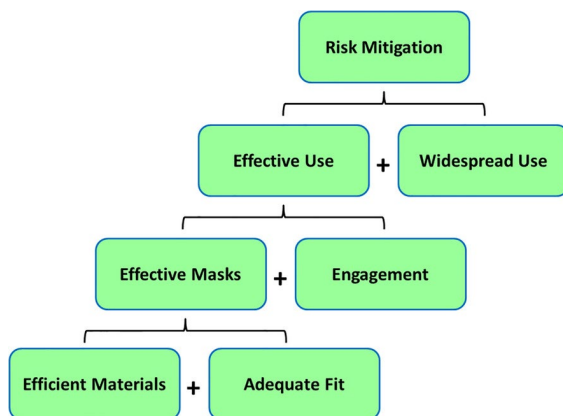 Risk Mitigation
Effective Use + Widespread Use
Effective Masks + Engagement
Efficient Materials + Adequate Fit